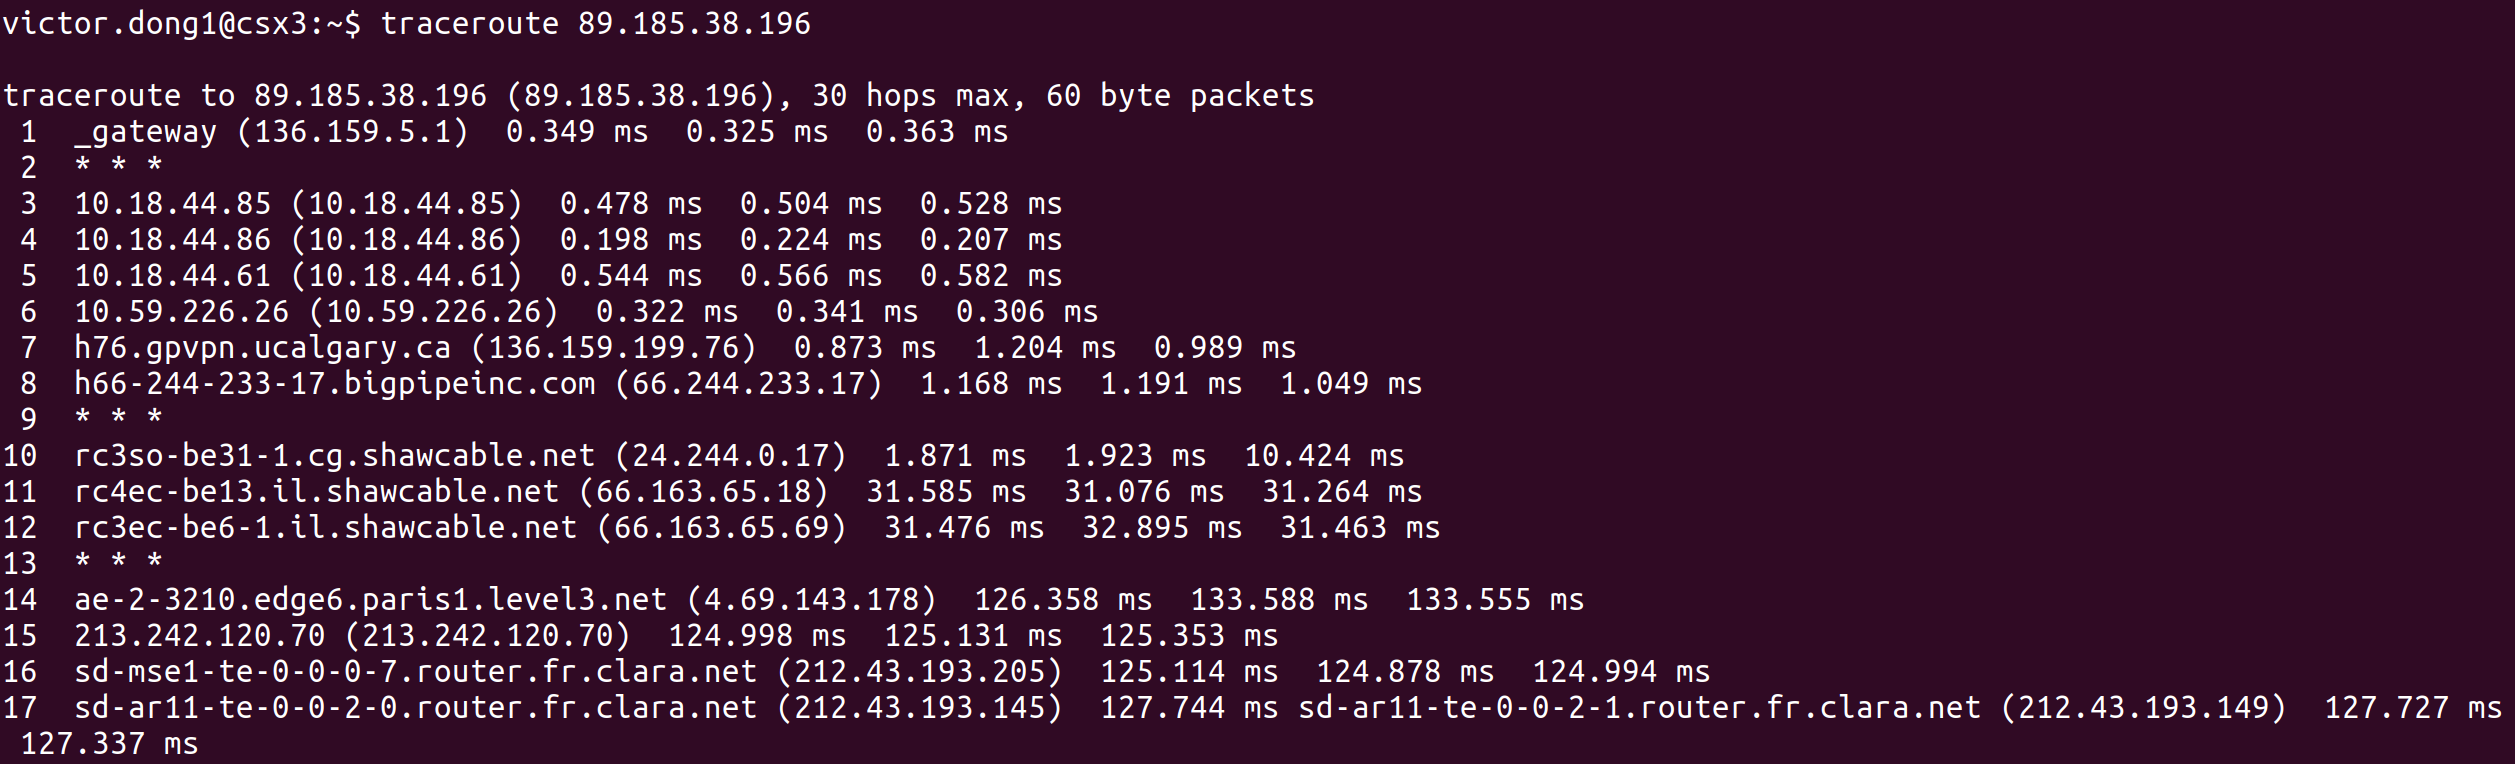 victor.dong1@csx3:~$ traceroute 89.185.38.196
traceroute to 89.185.38.196 (89.185.38.196), 30 hops max, 60 byte packets
 1  _gateway (136.159.5.1)  0.349 ms  0.325 ms  0.363 ms
 2  * * *
 3  10.18.44.85 (10.18.44.85)  0.478 ms  0.504 ms  0.528 ms
 4  10.18.44.86 (10.18.44.86)  0.198 ms  0.224 ms  0.207 ms
 5  10.18.44.61 (10.18.44.61)  0.544 ms  0.566 ms  0.582 ms
 6  10.59.226.26 (10.59.226.26)  0.322 ms  0.341 ms  0.306 ms
 7  h76.gpvpn.ucalgary.ca (136.159.199.76)  0.873 ms  1.204 ms  0.989 ms
 8  h66-244-233-17.bigpipeinc.com (66.244.233.17)  1.168 ms  1.191 ms  1.049 ms
 9  * * *
10  rc3so-be31-1.cg.shawcable.net (24.244.0.17)  1.871 ms  1.923 ms  10.424 ms
11  rc4ec-be13.il.shawcable.net (66.163.65.18)  31.585 ms  31.076 ms  31.264 ms
12  rc3ec-be6-1.il.shawcable.net (66.163.65.69)  31.476 ms  32.895 ms  31.463 ms
13  * * *
14  ae-2-3210.edge6.paris1.level3.net (4.69.143.178)  126.358 ms  133.588 ms  133.555 ms
15  213.242.120.70 (213.242.120.70)  124.998 ms  125.131 ms  125.353 ms
16  sd-mse1-te-0-0-0-7.router.fr.clara.net (212.43.193.205)  125.114 ms  124.878 ms  124.994 ms
17  sd-ar11-te-0-0-2-0.router.fr.clara.net (212.43.193.145)  127.744 ms sd-ar11-te-0-0-2-1.router.fr.clara.net (212.43.193.149)  127.727 ms
 127.337 ms